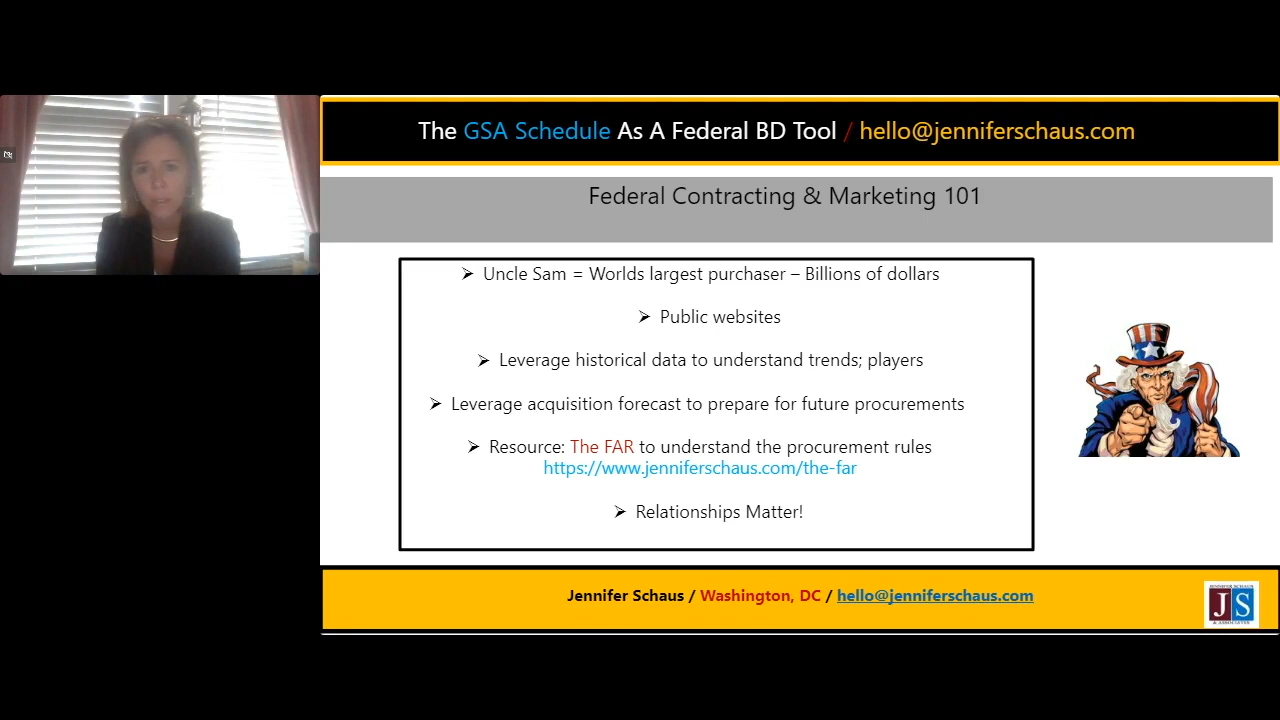 The GSA Schedule As A Federal BD Tool / hello@jenniferschaus.com
Federal Contracting & Marketing 101
➢ Uncle Sam = Worlds largest purchaser – Billions of dollars
➢ Public websites
➢ Leverage historical data to understand trends; players
➢ Leverage acquisition forecast to prepare for future procurements
➢ Resource: The FAR to understand the procurement rules
https://www.jenniferschaus.com/the-far
➢ Relationships Matter!
Jennifer Schaus / Washington, DC / hello@jenniferschaus.com
JENNIFER SCHAUS
JS
& ASSOCIATES